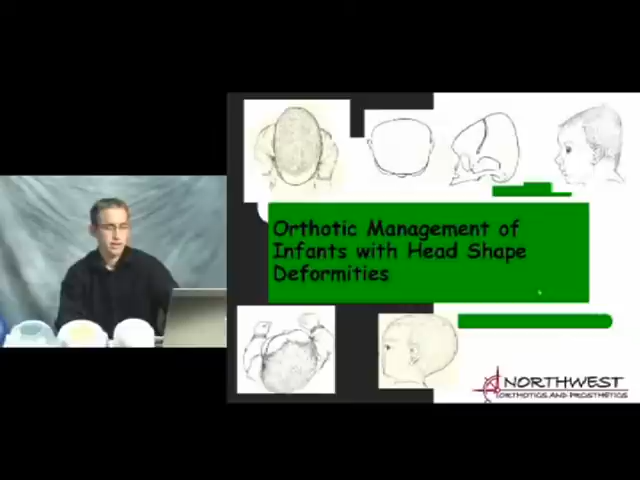 Orthotic Management of
Infants with Head Shape
Deformities
NORTHWEST
ORTHOTICS AND PROSTHETICS